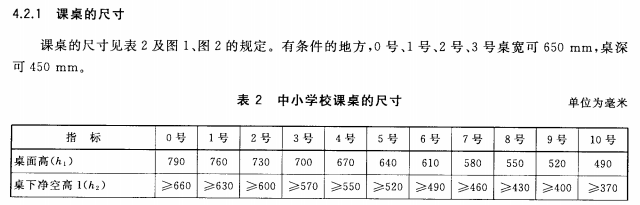 4.2.1 课桌的尺寸
课桌的尺寸见表2及图1、图2的规定。有条件的地方,0号、1号、2号、3号桌宽可650 mm,桌深
可450 mm。
表2 中小学校课桌的尺寸 单位为毫米
指标 0号 1号 2号 3号 4号 5号 6号 7号 8号 9号 10号
桌面高(h₁) 790 760 730 700 670 640 610 580 550 520 490
桌下净空高1(h₂) ≥660 ≥630 ≥600 ≥570 ≥550 ≥520 ≥490 ≥460 ≥430 ≥400 ≥370